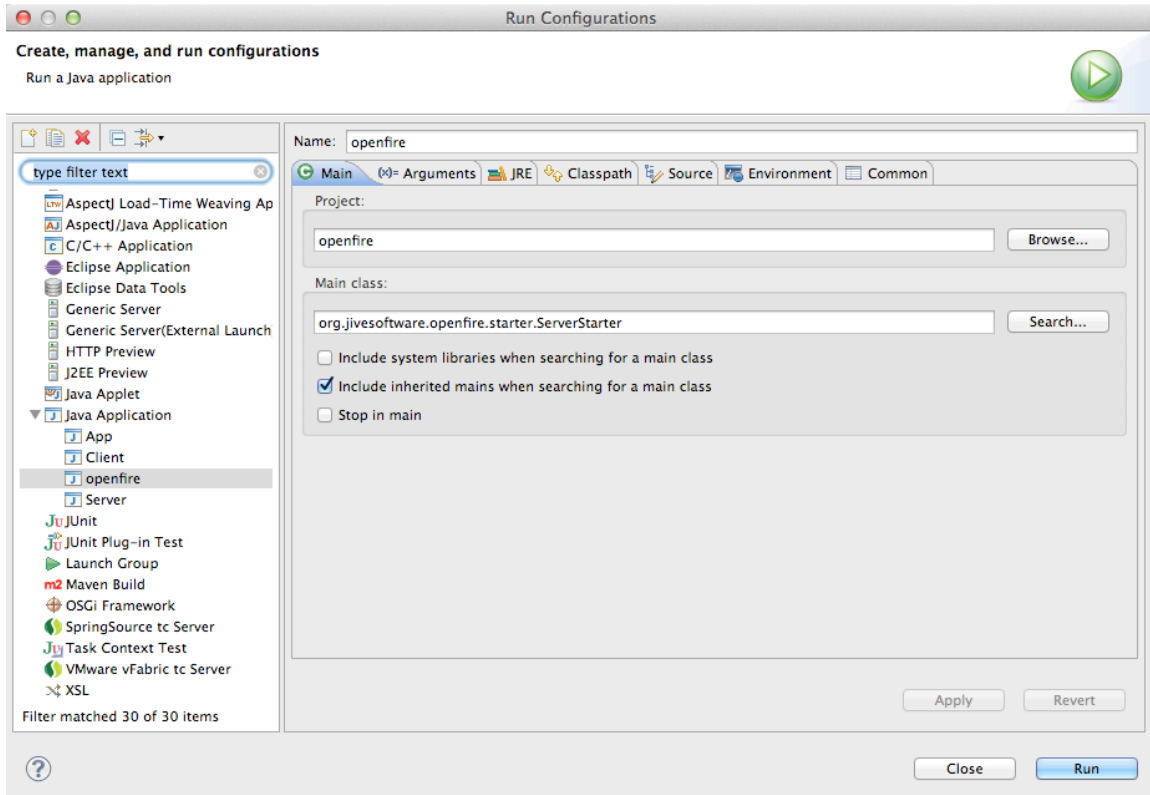 Run Configurations
Create, manage, and run configurations
Run a Java application
type filter text
LTW AspectJ Load-Time Weaving Ap
AJ AspectJ/Java Application
c C/C++ Application
Eclipse Application
Eclipse Data Tools
Generic Server
Generic Server(External Launch
HTTP Preview
J2EE Preview
Java Applet
J Java Application
J App
J Client
J openfire
J Server
Ju JUnit
Ju JUnit Plug-in Test
Launch Group
m2 Maven Build
OSGi Framework
SpringSource tc Server
Ju Task Context Test
VMware vFabric tc Server
XSL
Filter matched 30 of 30 items
Name: openfire
Main (x)= Arguments JRE Classpath Source Environment Common
Project:
openfire Browse...
Main class:
org.jivesoftware.openfire.starter.ServerStarter Search...
Include system libraries when searching for a main class
Include inherited mains when searching for a main class
Stop in main
Apply Revert
? Close Run